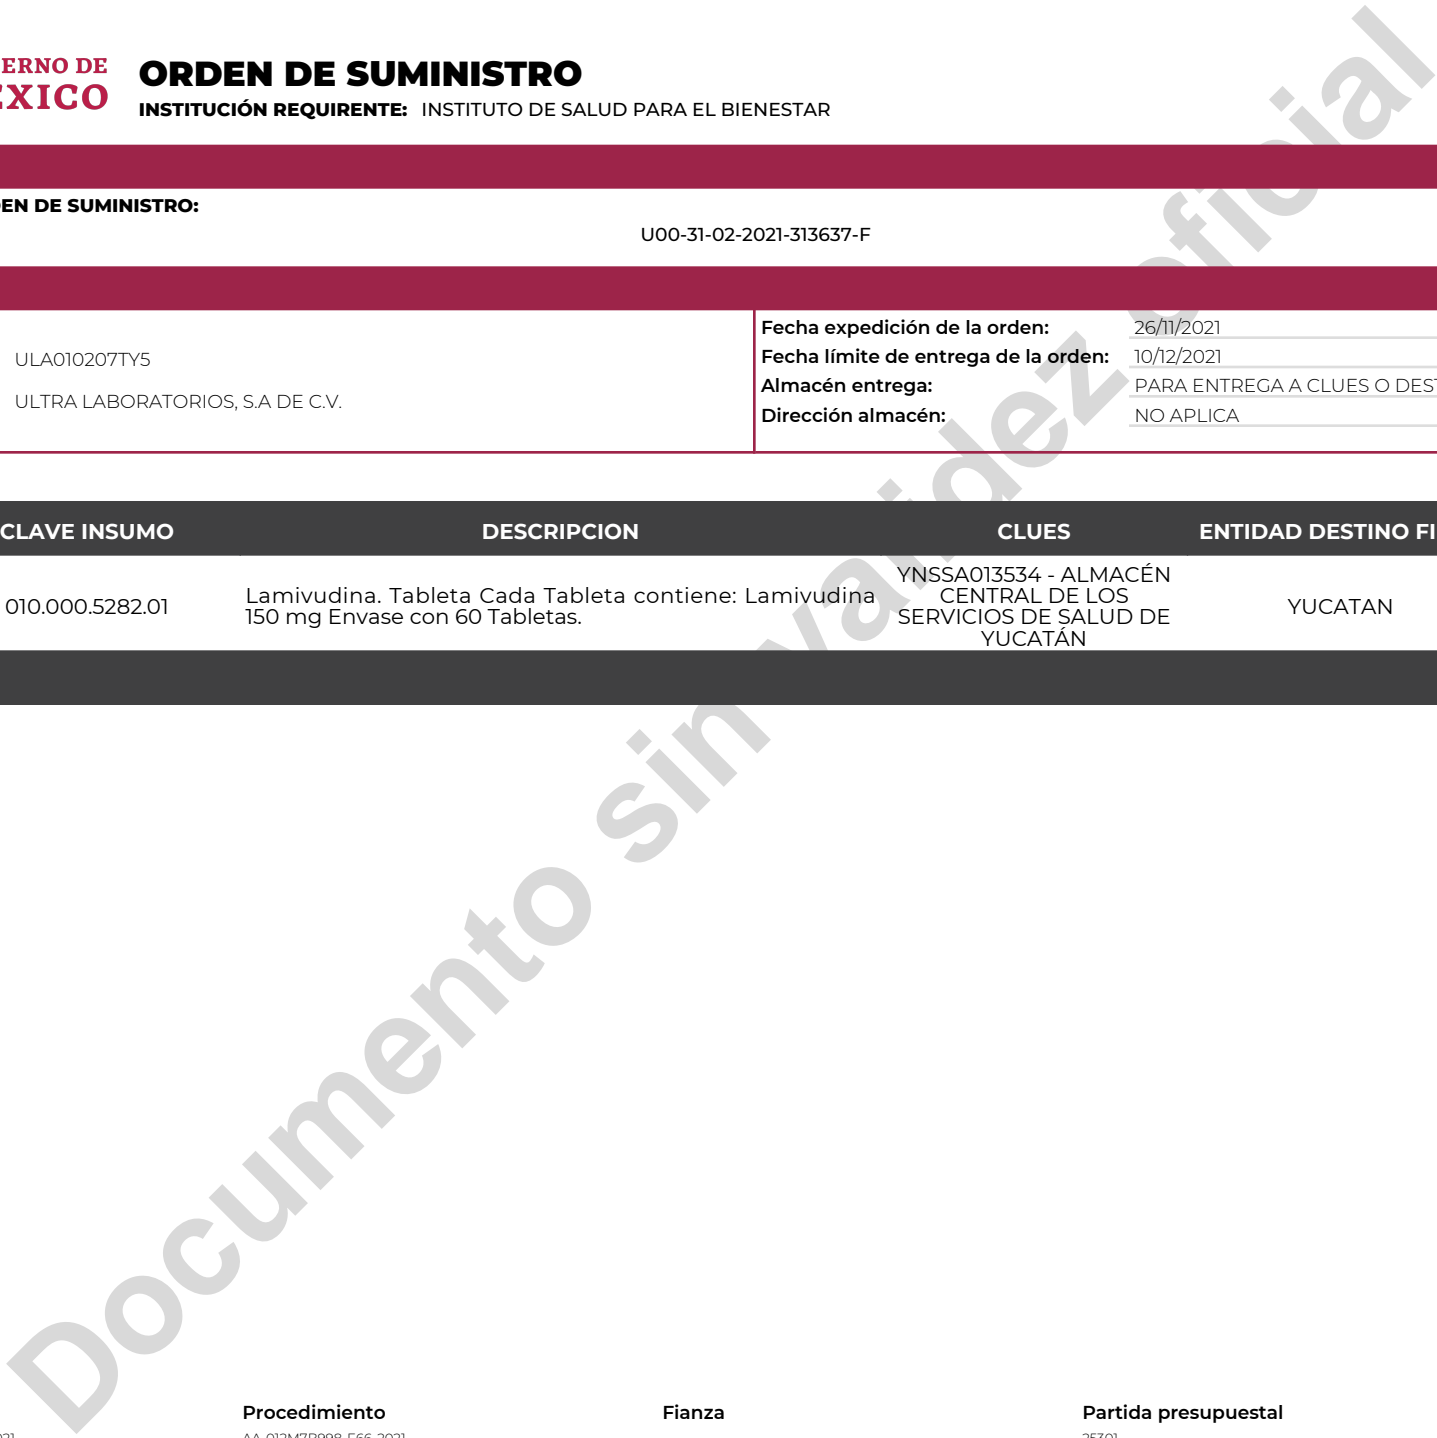 ERNO DE
EXICO
ORDEN DE SUMINISTRO
INSTITUCIÓN REQUIRENTE: INSTITUTO DE SALUD PARA EL BIENESTAR
EN DE SUMINISTRO:
U00-31-02-2021-313637-F
ULA010207TY5
ULTRA LABORATORIOS, S.A DE C.V.
Fecha expedición de la orden: 26/11/2021
Fecha límite de entrega de la orden: 10/12/2021
Almacén entrega: PARA ENTREGA A CLUES O DEST
Dirección almacén: NO APLICA
CLAVE INSUMO DESCRIPCION CLUES ENTIDAD DESTINO FI
010.000.5282.01
Lamivudina. Tableta Cada Tableta contiene: Lamivudina
150 mg Envase con 60 Tabletas.
YNSSA013534 - ALMACÉN
CENTRAL DE LOS
SERVICIOS DE SALUD DE
YUCATÁN
YUCATAN
Documento sin validez oficial
Procedimiento Fianza Partida presupuestal